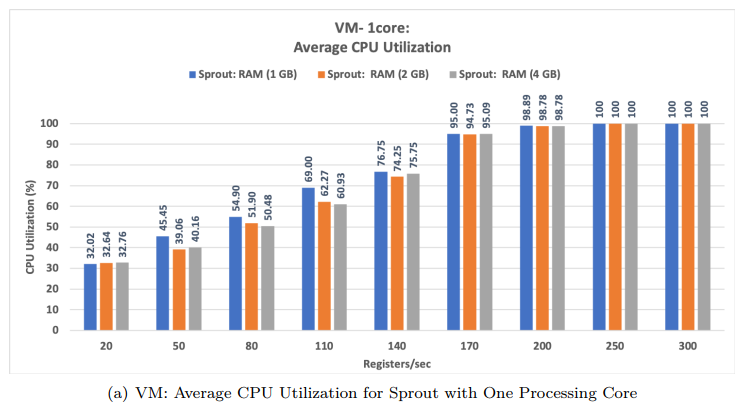 VM- 1core:
Average CPU Utilization
Sprout: RAM (1 GB) Sprout: RAM (2 GB) Sprout: RAM (4 GB)
CPU Utilization (%)
100
90
80
70
60
50
40
30
20
10
0
32.02 32.64 32.76
45.45 39.06 40.16
54.90 51.90 50.48
69.00 62.27 60.93
76.75 74.25 75.75
95.00 94.73 95.09
98.89 98.78 98.78
100 100 100
100 100 100
20 50 80 110 140 170 200 250 300
Registers/sec
(a) VM: Average CPU Utilization for Sprout with One Processing Core